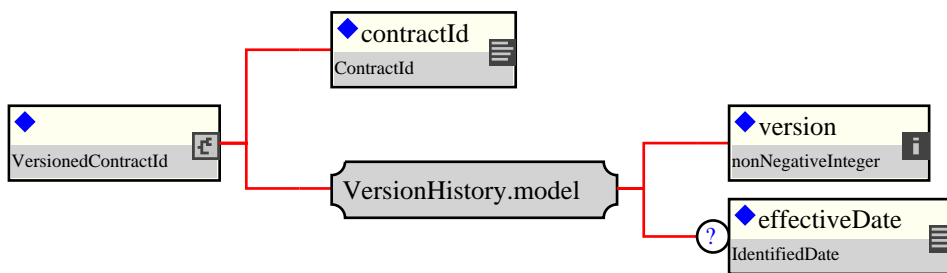 contractId
ContractId
VersionedContractId
VersionHistory.model
version
nonNegativeInteger
?
effectiveDate
IdentifiedDate